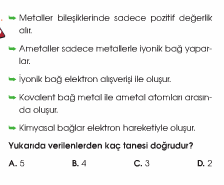 Metaller bileşiklerinde sadece pozitif değerlik
alır.
Ametaller sadece metallerle iyonik bağ yapar-
lar.
İyonik bağ elektron alışverişi ile oluşur.
Kovalent bağ metal ile ametal atomları arasın-
da oluşur.
Kimyasal bağlar elektron hareketiyle oluşur.
Yukarıda verilenlerden kaç tanesi doğrudur?
A. 5 B. 4 C. 3 D. 2